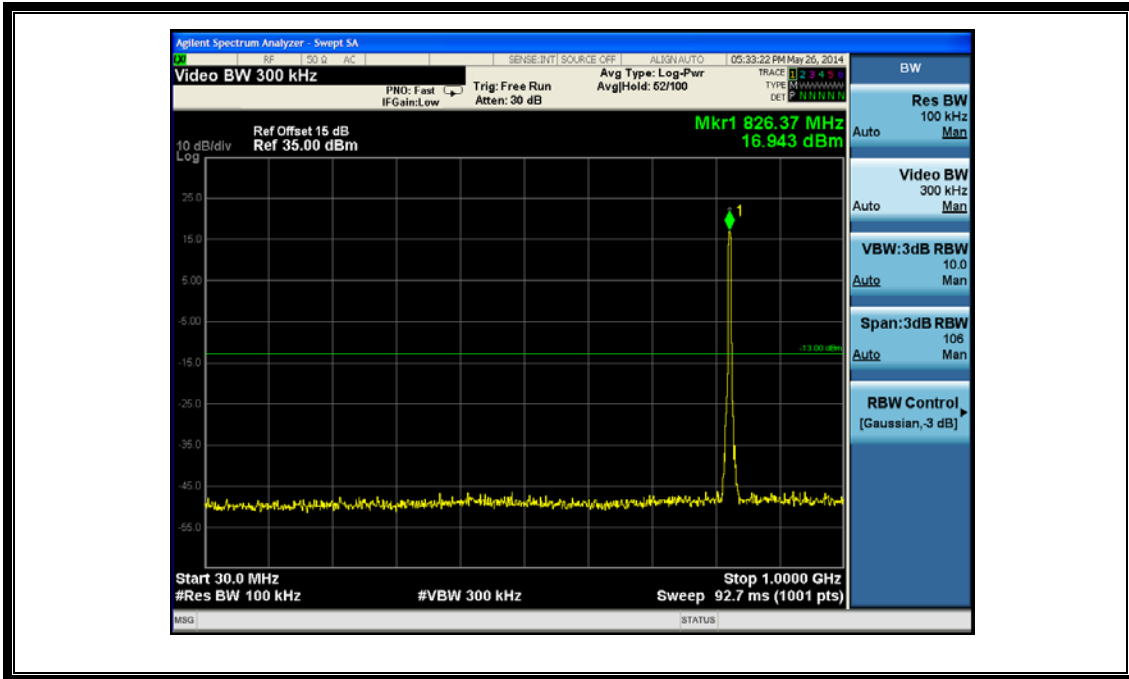 Agilent Spectrum Analyzer - Swept SA
RF 50 Ω AC SENSE:INT SOURCE OFF ALIGNAUTO 05:33:22 PM May 26, 2014
Video BW 300 kHz
PNO: Fast
IFGain:Low
Trig: Free Run
Atten: 30 dB
Avg Type: Log-Pwr
Avg|Hold: 52/100
TRACE 1 2 3 4 5 6
TYPE M
DET P N N N N N
Mkr1 826.37 MHz
16.943 dBm
Ref Offset 15 dB
10 dB/div Ref 35.00 dBm
Log
25.0
1
15.0
5.00
-5.00
-13.00 dBm
-15.0
-25.0
-35.0
-45.0
-55.0
Start 30.0 MHz Stop 1.0000 GHz
#Res BW 100 kHz #VBW 300 kHz Sweep 92.7 ms (1001 pts)
MSG STATUS
BW
Res BW
100 kHz
Auto Man
Video BW
300 kHz
Auto Man
VBW:3dB RBW
10.0
Auto Man
Span:3dB RBW
106
Auto Man
RBW Control
[Gaussian,-3 dB]